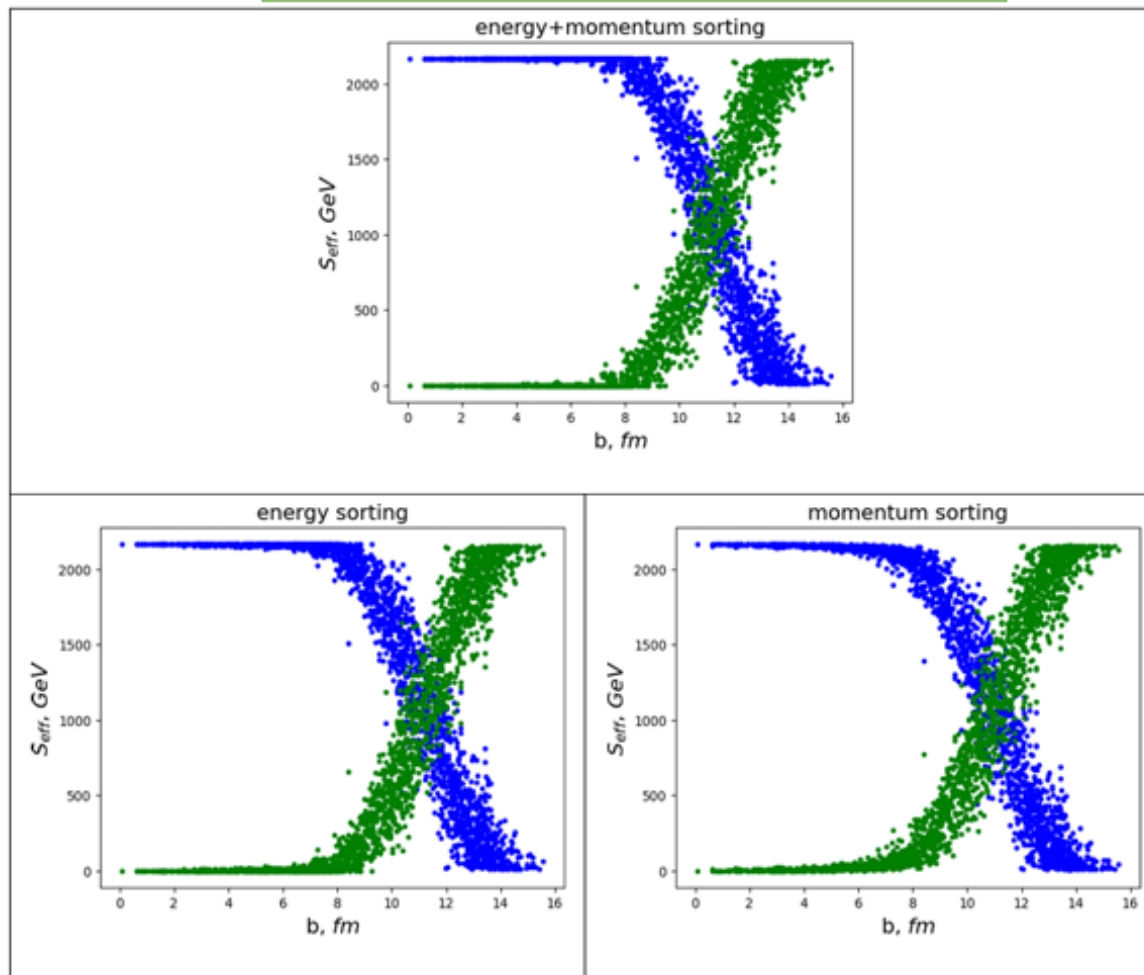 energy+momentum sorting
2000
1500
1000
500
0
S_eff, GeV
0 2 4 6 8 10 12 14 16
b, fm
energy sorting
2000
1500
1000
500
0
S_eff, GeV
0 2 4 6 8 10 12 14 16
b, fm
momentum sorting
2000
1500
1000
500
0
S_eff, GeV
0 2 4 6 8 10 12 14 16
b, fm